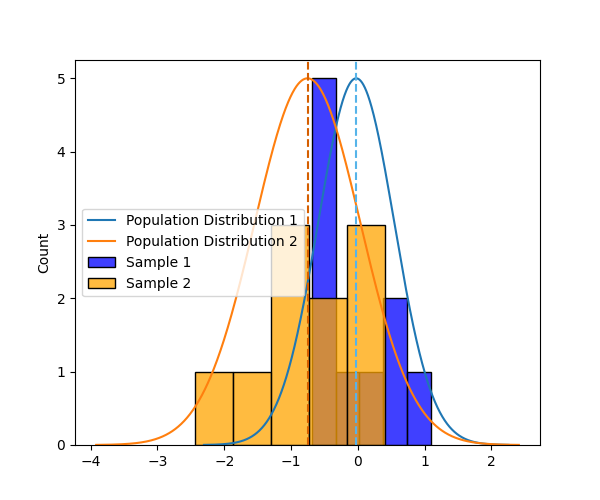 5
4
3
2
1
0
Count
Population Distribution 1
Population Distribution 2
Sample 1
Sample 2
−4 −3 −2 −1 0 1 2